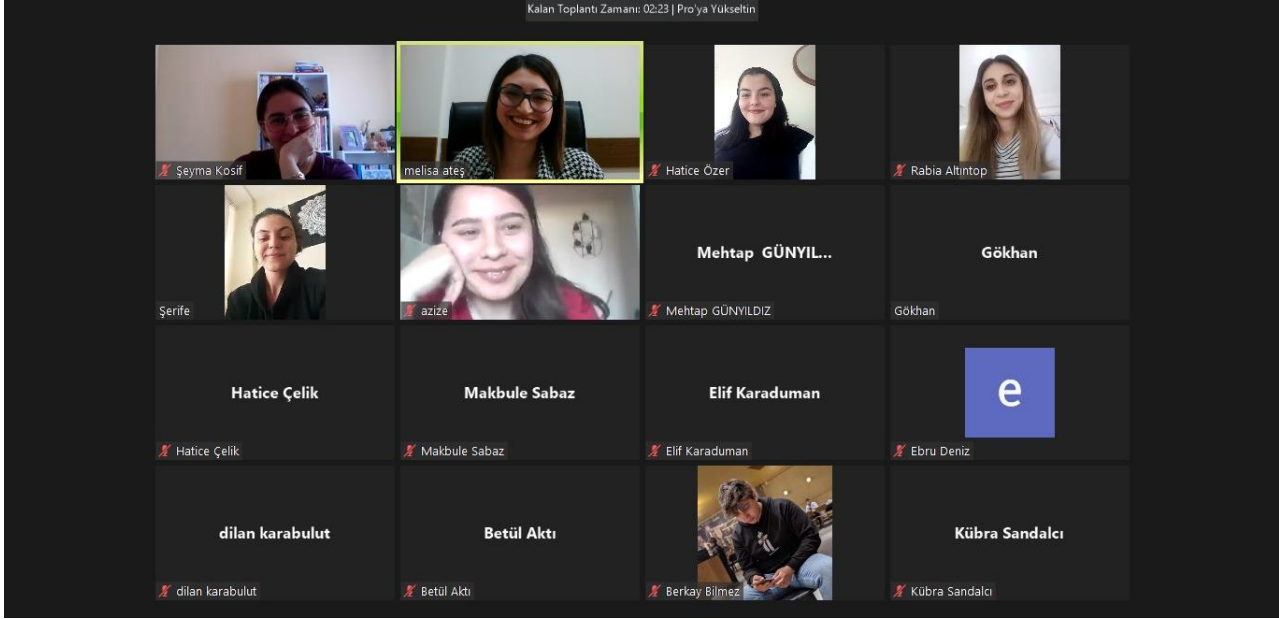 Kalan Toplantı Zamanı: 02:23 | Pro'ya Yükseltin
Şeyma Kosif
melisa ateş
Hatice Özer
Rabia Altıntop
Şerife
azize
Mehtap GÜNYIL...
Mehtap GÜNYILDIZ
Gökhan
Gökhan
Hatice Çelik
Hatice Çelik
Makbule Sabaz
Makbule Sabaz
Elif Karaduman
Elif Karaduman
e
Ebru Deniz
dilan karabulut
dilan karabulut
Betül Aktı
Betül Aktı
Berkay Bilmez
Kübra Sandalcı
Kübra Sandalcı